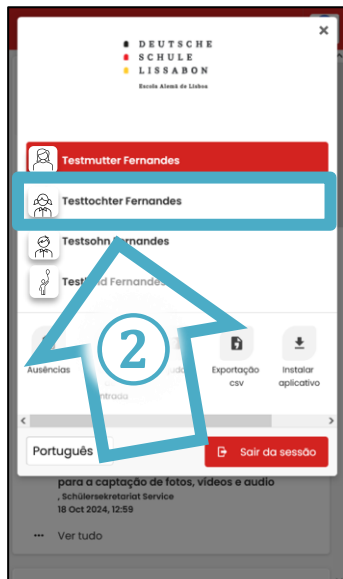 ×
DEUTSCHE
SCHULE
LISSABON
Escola Alemã de Lisboa
Testmutter Fernandes
Testtochter Fernandes
Testsohn Fernandes
Fernandes
2
Ausências
Exportação
csv
Instalar
aplicativo
Português
Sair da sessão
para a captação de fotos, vídeos e audio
, Schülersekretariat Service
18 Oct 2024, 12:59
••• Ver tudo